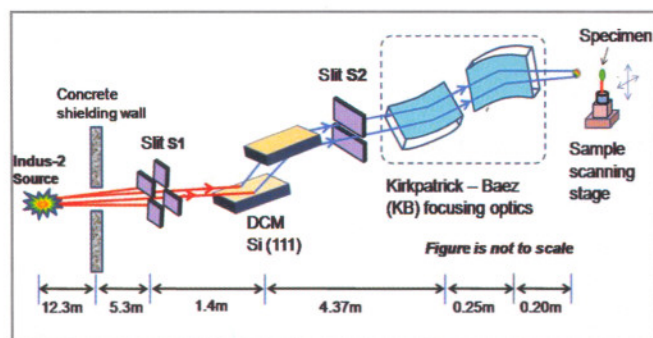 Concrete
shielding wall
Indus-2
Source
Slit S1
DCM
Si (111)
Slit S2
Kirkpatrick – Baez
(KB) focusing optics
Specimen
Sample
scanning
stage
Figure is not to scale
12.3m 5.3m 1.4m 4.37m 0.25m 0.20m